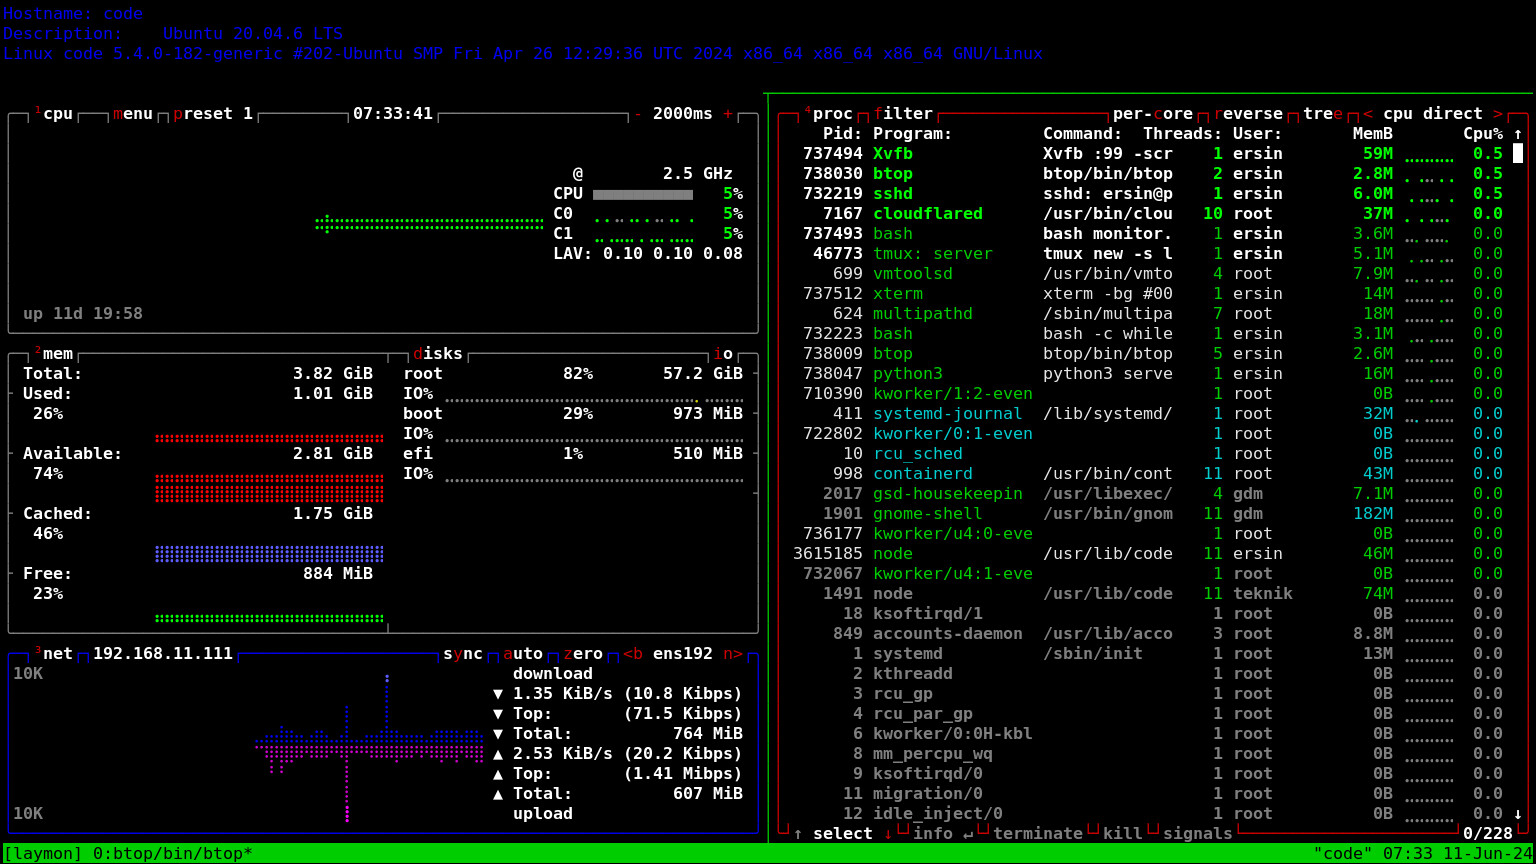 Hostname: code
Description:    Ubuntu 20.04.6 LTS
Linux code 5.4.0-182-generic #202-Ubuntu SMP Fri Apr 26 12:29:36 UTC 2024 x86_64 x86_64 x86_64 GNU/Linux
¹cpu menu preset 1 07:33:41 - 2000ms +
@ 2.5 GHz
CPU 5%
C0 5%
C1 5%
LAV: 0.10 0.10 0.08
up 11d 19:58
²mem
Total: 3.82 GiB
Used: 1.01 GiB
26%
Available: 2.81 GiB
74%
Cached: 1.75 GiB
46%
Free: 884 MiB
23%
disks io
root 82% 57.2 GiB
IO%
boot 29% 973 MiB
IO%
efi 1% 510 MiB
IO%
³net 192.168.11.111 sync auto zero <b ens192 n>
10K
download
▼ 1.35 KiB/s (10.8 Kibps)
▼ Top: (71.5 Kibps)
▼ Total: 764 MiB
▲ 2.53 KiB/s (20.2 Kibps)
▲ Top: (1.41 Mibps)
▲ Total: 607 MiB
10K
upload
⁴proc filter per-core reverse tree < cpu direct >
Pid: Program: Command: Threads: User: MemB Cpu% ↑
737494 Xvfb Xvfb :99 -scr 1 ersin 59M 0.5
738030 btop btop/bin/btop 2 ersin 2.8M 0.5
732219 sshd sshd: ersin@p 1 ersin 6.0M 0.5
7167 cloudflared /usr/bin/clou 10 root 37M 0.0
737493 bash bash monitor. 1 ersin 3.6M 0.0
46773 tmux: server tmux new -s l 1 ersin 5.1M 0.0
699 vmtoolsd /usr/bin/vmto 4 root 7.9M 0.0
737512 xterm xterm -bg #00 1 ersin 14M 0.0
624 multipathd /sbin/multipa 7 root 18M 0.0
732223 bash bash -c while 1 ersin 3.1M 0.0
738009 btop btop/bin/btop 5 ersin 2.6M 0.0
738047 python3 python3 serve 1 ersin 16M 0.0
710390 kworker/1:2-even 1 root 0B 0.0
411 systemd-journal /lib/systemd/ 1 root 32M 0.0
722802 kworker/0:1-even 1 root 0B 0.0
10 rcu_sched 1 root 0B 0.0
998 containerd /usr/bin/cont 11 root 43M 0.0
2017 gsd-housekeepin /usr/libexec/ 4 gdm 7.1M 0.0
1901 gnome-shell /usr/bin/gnom 11 gdm 182M 0.0
736177 kworker/u4:0-eve 1 root 0B 0.0
3615185 node /usr/lib/code 11 ersin 46M 0.0
732067 kworker/u4:1-eve 1 root 0B 0.0
1491 node /usr/lib/code 11 teknik 74M 0.0
18 ksoftirqd/1 1 root 0B 0.0
849 accounts-daemon /usr/lib/acco 3 root 8.8M 0.0
1 systemd /sbin/init 1 root 13M 0.0
2 kthreadd 1 root 0B 0.0
3 rcu_gp 1 root 0B 0.0
4 rcu_par_gp 1 root 0B 0.0
6 kworker/0:0H-kbl 1 root 0B 0.0
8 mm_percpu_wq 1 root 0B 0.0
9 ksoftirqd/0 1 root 0B 0.0
11 migration/0 1 root 0B 0.0
12 idle_inject/0 1 root 0B 0.0 ↓
↑ select ↓ info ↵ terminate kill signals 0/228
[laymon] 0:btop/bin/btop* "code" 07:33 11-Jun-24